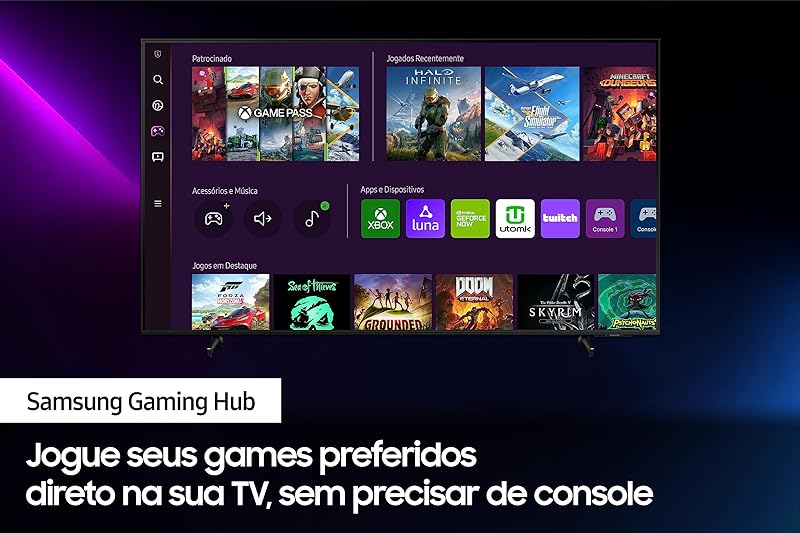 Patrocinado
Jogados Recentemente
GAME PASS
HALO
INFINITE
Flight
Simulator
MINECRAFT
DUNGEONS
Acessórios e Música
Apps e Dispositivos
XBOX
luna
NVIDIA
GEFORCE
NOW
utomik
twitch
Console 1
Jogos em Destaque
FORZA
HORIZON 5
Sea of Thieves
GROUNDED
DOOM
ETERNAL
The Elder Scrolls V
SKYRIM
PSYCHONAUTS
Samsung Gaming Hub
Jogue seus games preferidos
direto na sua TV, sem precisar de console